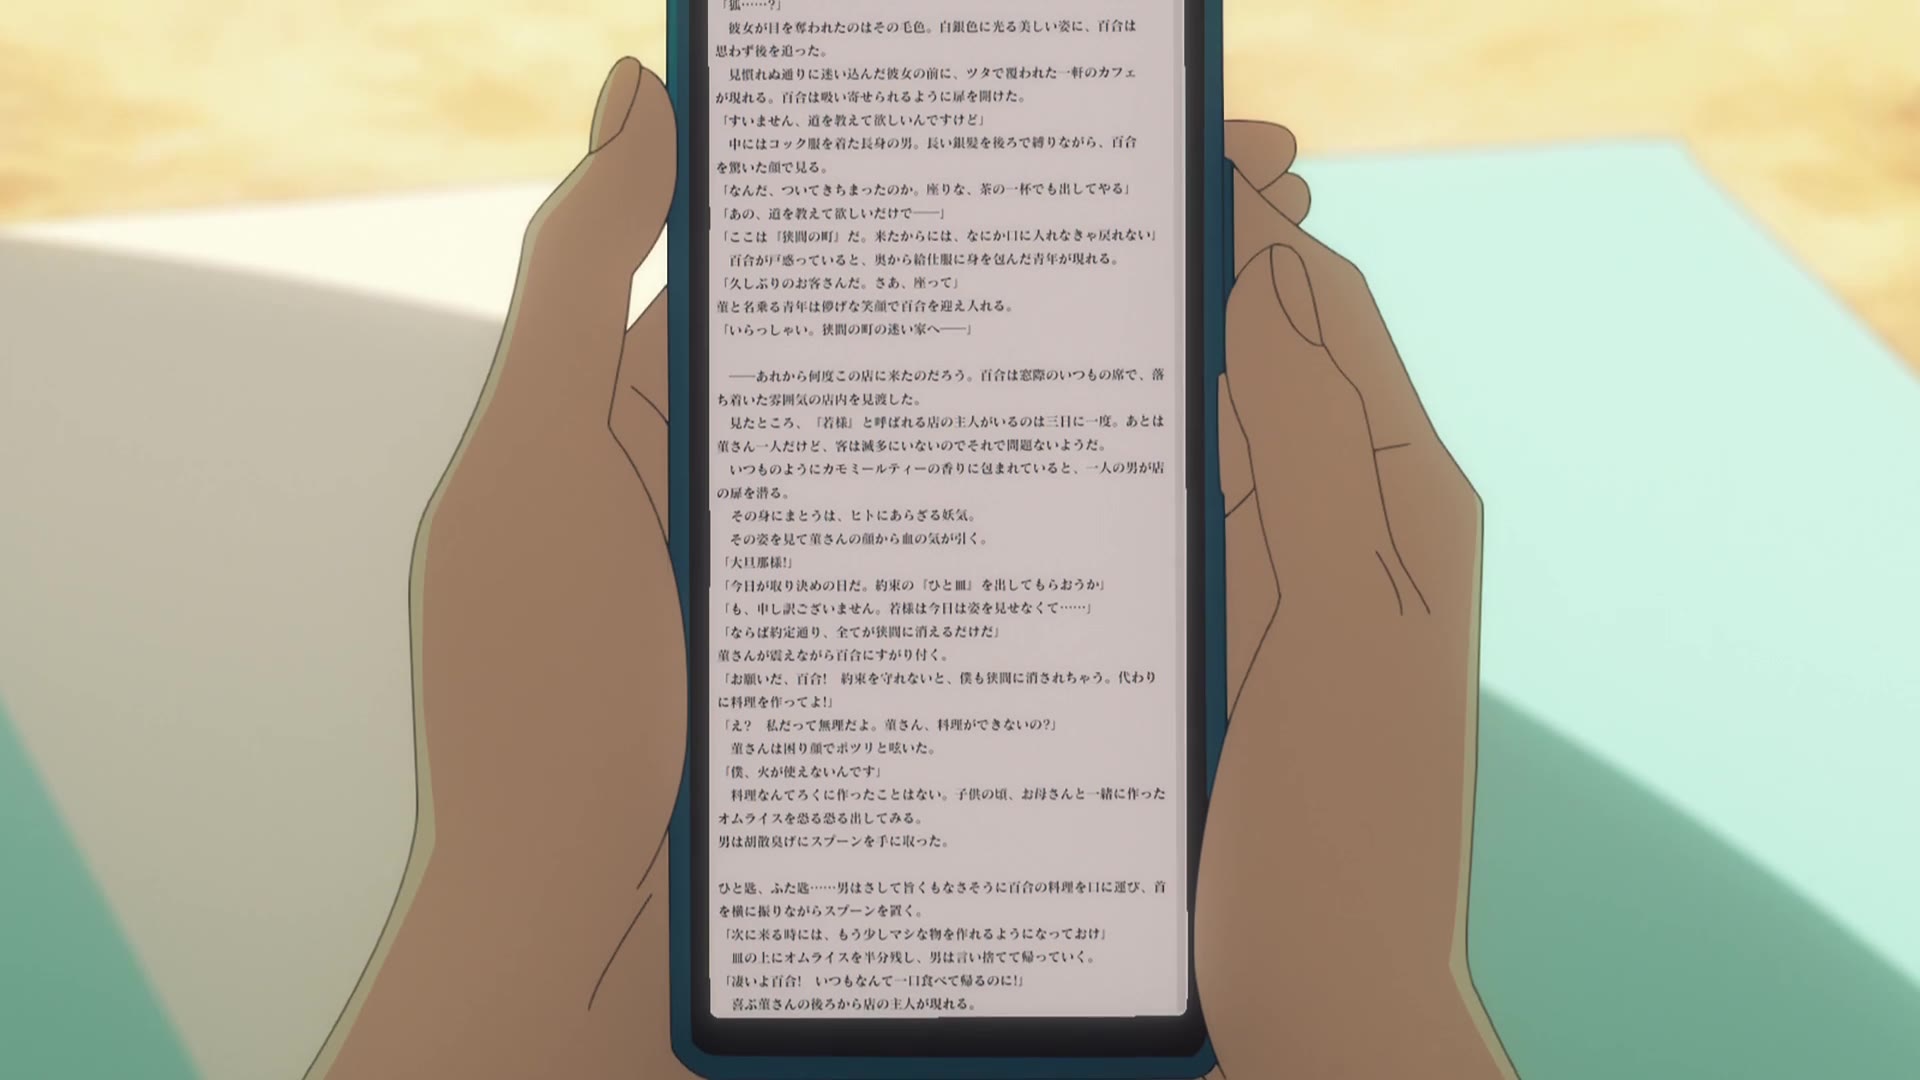 「狐……?」
彼女が目を奪われたのはその毛色。白銀色に光る美しい姿に、百合は
思わず後を追った。
見慣れぬ通りに迷い込んだ彼女の前に、ツタで覆われた一軒のカフェ
が現れる。百合は吸い寄せられるように扉を開けた。
「すいません、道を教えて欲しいんですけど」
中にはコック服を着た長身の男。長い銀髪を後ろで縛りながら、百合
を驚いた顔で見る。
「なんだ、ついてきちまったのか。座りな、茶の一杯でも出してやる」
「あの、道を教えて欲しいだけで――」
「ここは『狭間の町』だ。来たからには、なにか口に入れなきゃ戻れない」
百合が戸惑っていると、奥から給仕服に身を包んだ青年が現れる。
「久しぶりのお客さんだ。さあ、座って」
菫と名乗る青年は儚げな笑顔で百合を迎え入れる。
「いらっしゃい。狭間の町の迷い家へ――」
――あれから何度この店に来たのだろう。百合は窓際のいつもの席で、落
ち着いた雰囲気の店内を見渡した。
見たところ、『若様』と呼ばれる店の主人がいるのは三日に一度。あとは
菫さん一人だけど、客は滅多にいないのでそれで問題ないようだ。
いつものようにカモミールティーの香りに包まれていると、一人の男が店
の扉を潜る。
その身にまとうは、ヒトにあらざる妖気。
その姿を見て菫さんの顔から血の気が引く。
「大旦那様!」
「今日が取り決めの日だ。約束の『ひと皿』を出してもらおうか」
「も、申し訳ございません。若様は今日は姿を見せなくて……」
「ならば約定通り、全てが狭間に消えるだけだ」
菫さんが震えながら百合にすがり付く。
「お願いだ、百合!　約束を守れないと、僕も狭間に消されちゃう。代わり
に料理を作ってよ!」
「え?　私だって無理だよ。菫さん、料理ができないの?」
菫さんは困り顔でポツリと呟いた。
「僕、火が使えないんです」
料理なんてろくに作ったことはない。子供の頃、お母さんと一緒に作った
オムライスを恐る恐る出してみる。
男は胡散臭げにスプーンを手に取った。
ひと匙、ふた匙……男はさして旨くもなさそうに百合の料理を口に運び、首
を横に振りながらスプーンを置く。
「次に来る時には、もう少しマシな物を作れるようになっておけ」
皿の上にオムライスを半分残し、男は言い捨てて帰っていく。
「凄いよ百合!　いつもなんて一口食べて帰るのに!」
喜ぶ菫さんの後ろから店の主人が現れる。